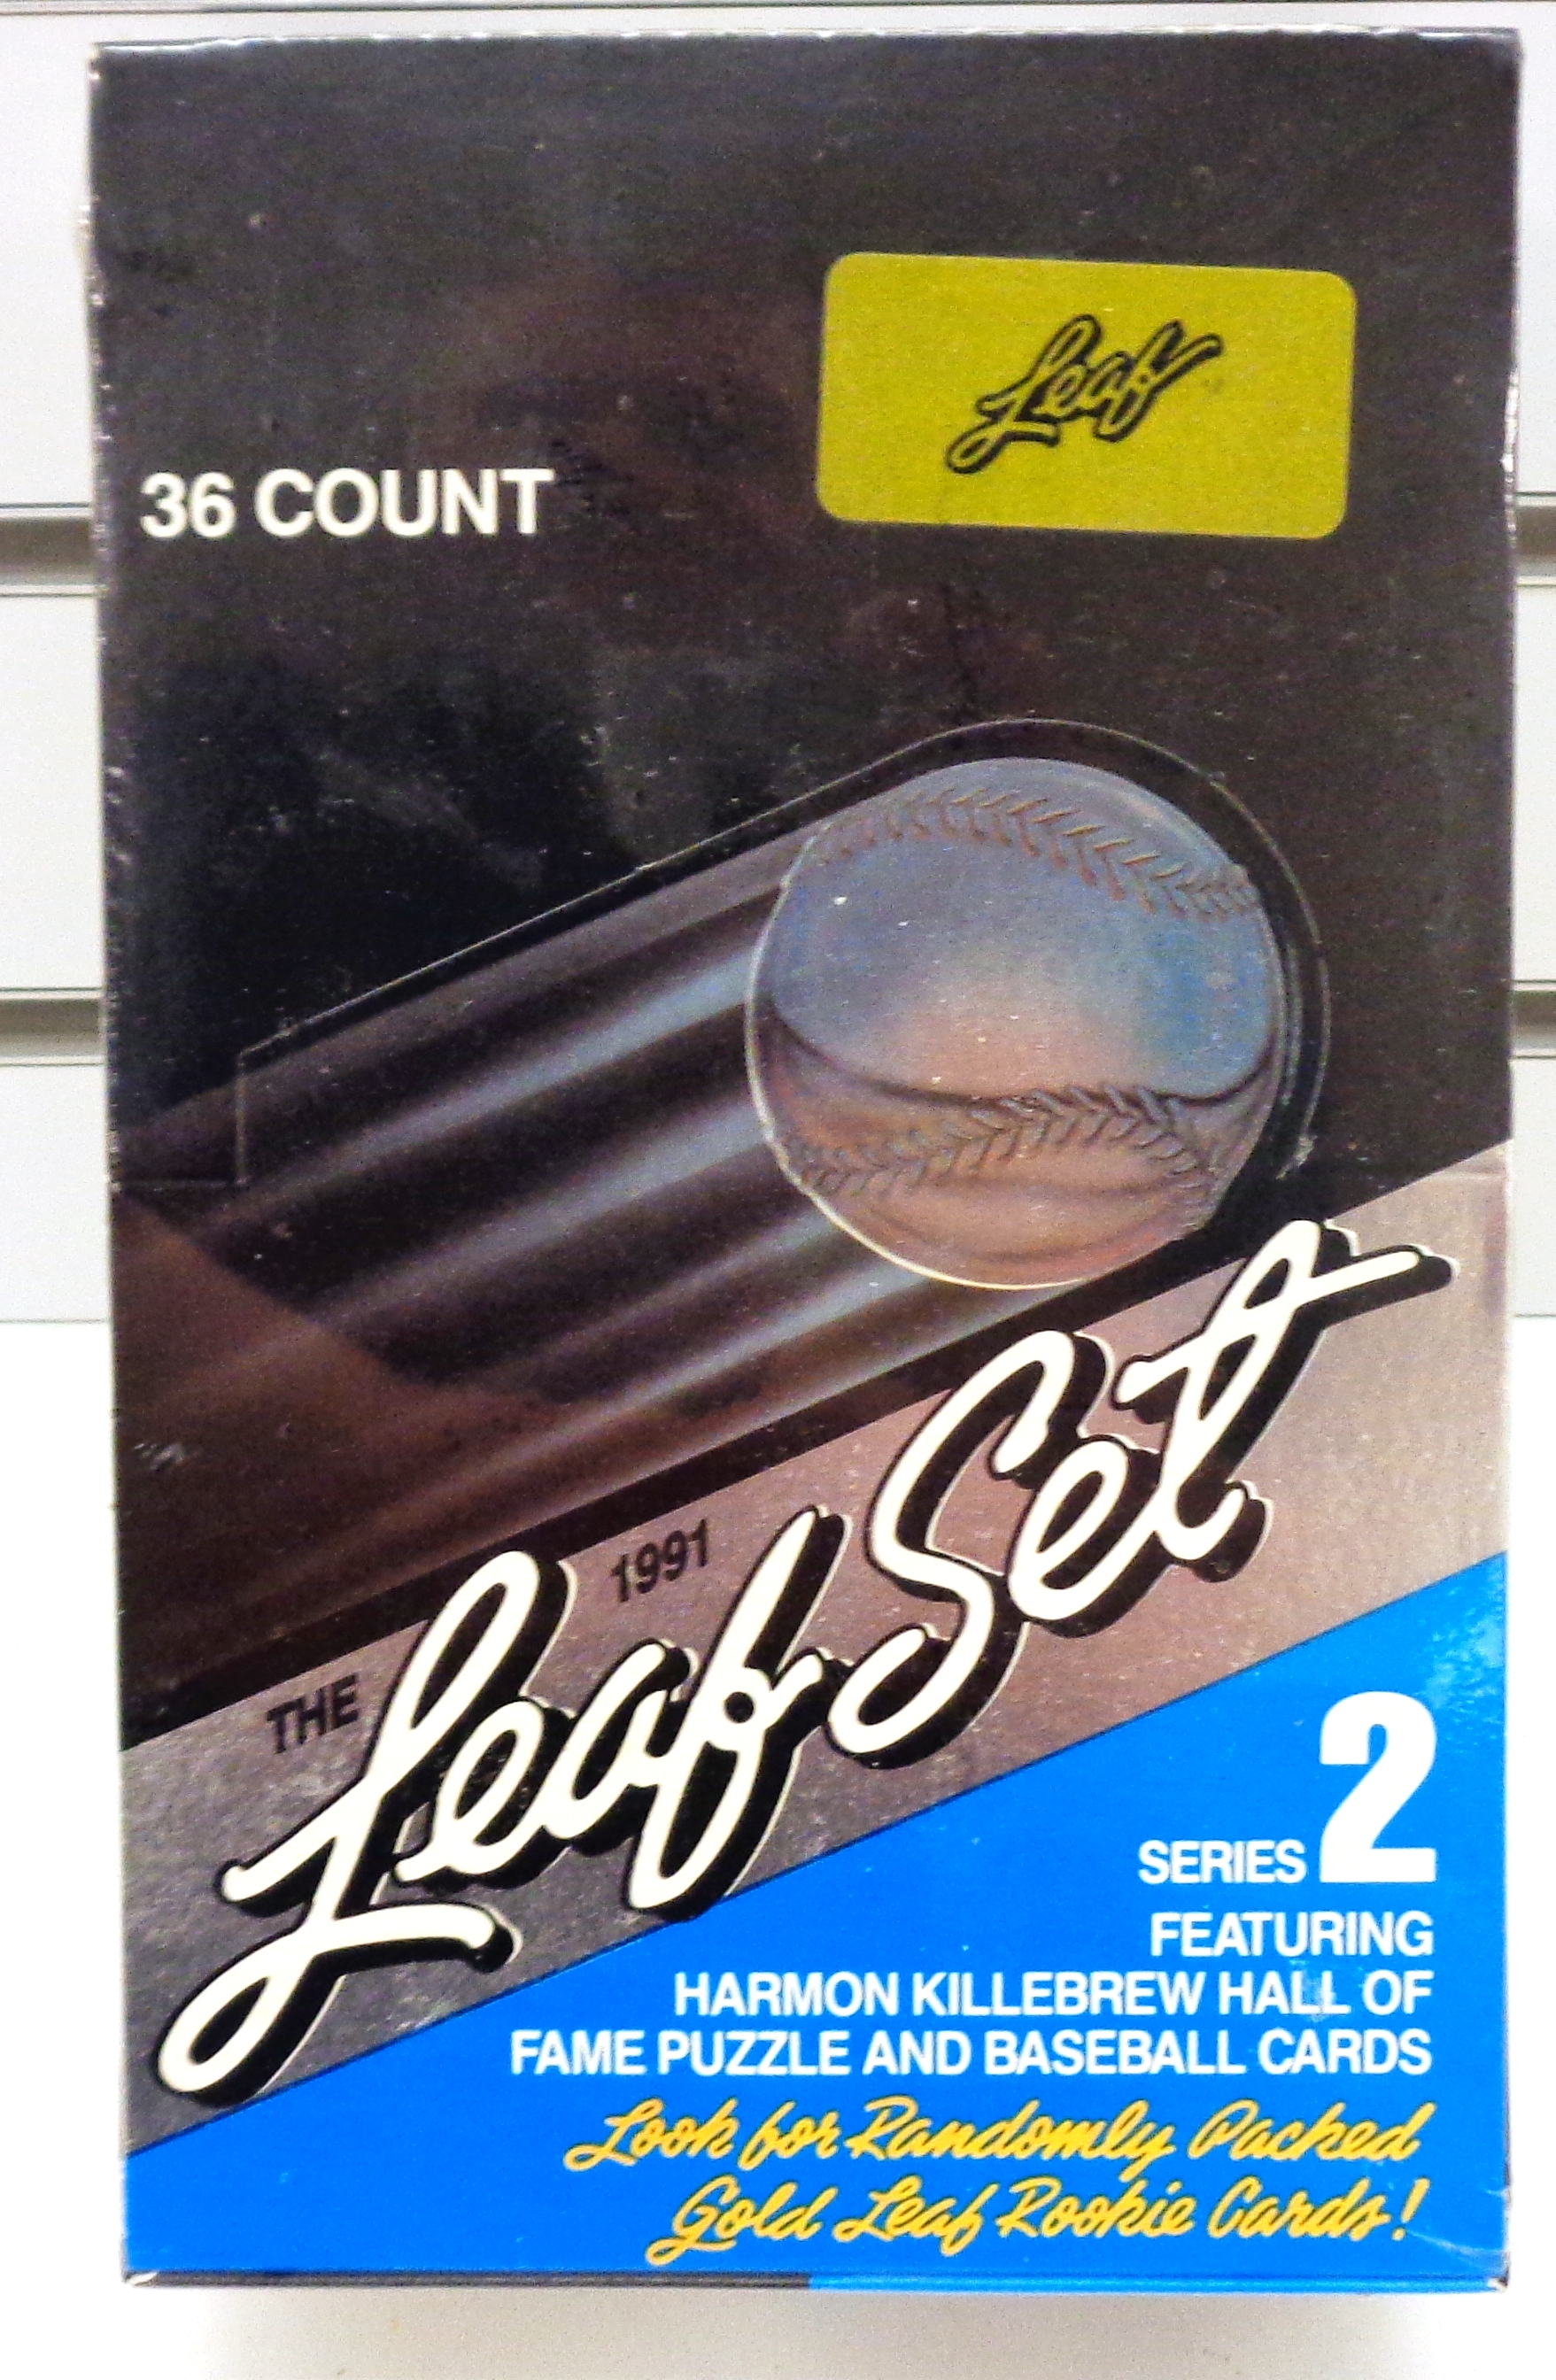 Leaf
36 COUNT
THE
1991
Leaf Set
SERIES 2
FEATURING
HARMON KILLEBREW HALL OF
FAME PUZZLE AND BASEBALL CARDS
Look for Randomly Packed
Gold Leaf Rookie Cards!